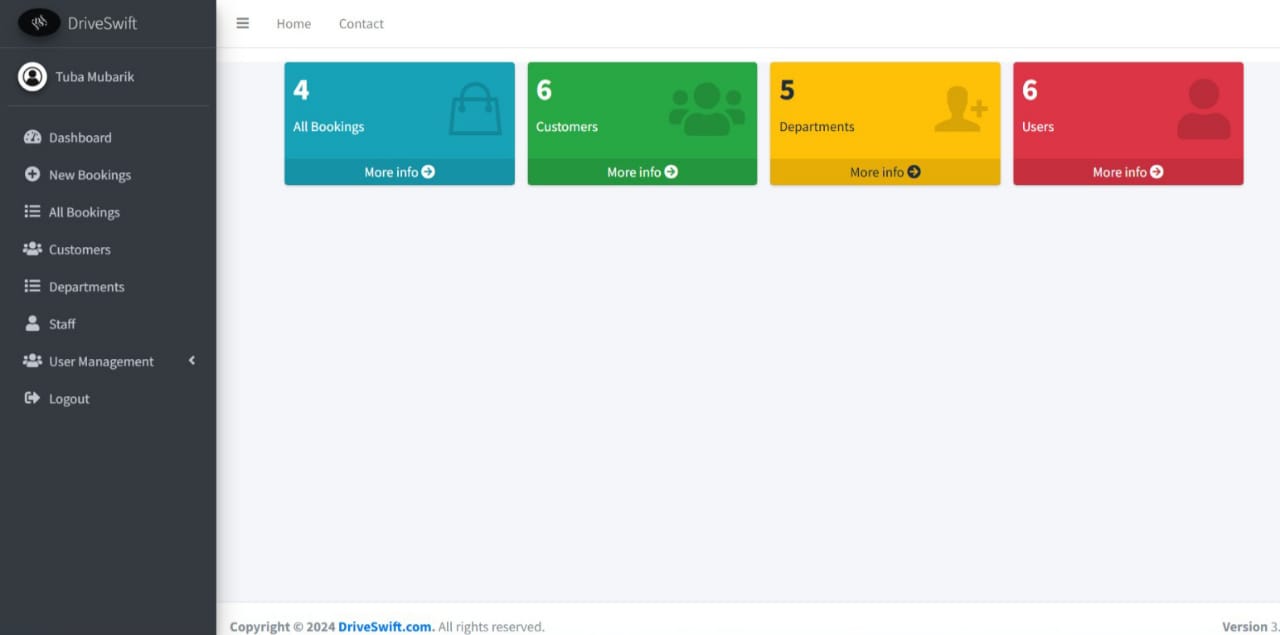 DriveSwift
Home Contact
Tuba Mubarik
Dashboard
New Bookings
All Bookings
Customers
Departments
Staff
User Management
Logout
4
All Bookings
More info
6
Customers
More info
5
Departments
More info
6
Users
More info
Copyright © 2024 DriveSwift.com. All rights reserved.
Version 3.